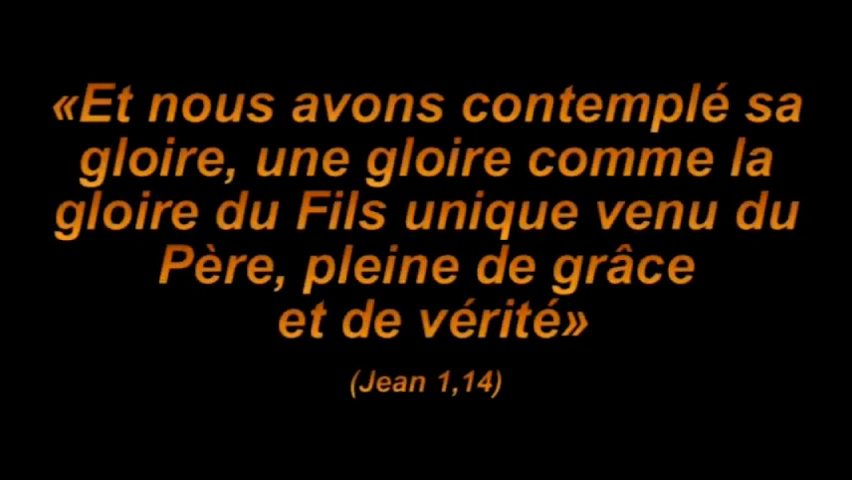 «Et nous avons contemplé sa
gloire, une gloire comme la
gloire du Fils unique venu du
Père, pleine de grâce
et de vérité»
(Jean 1,14)